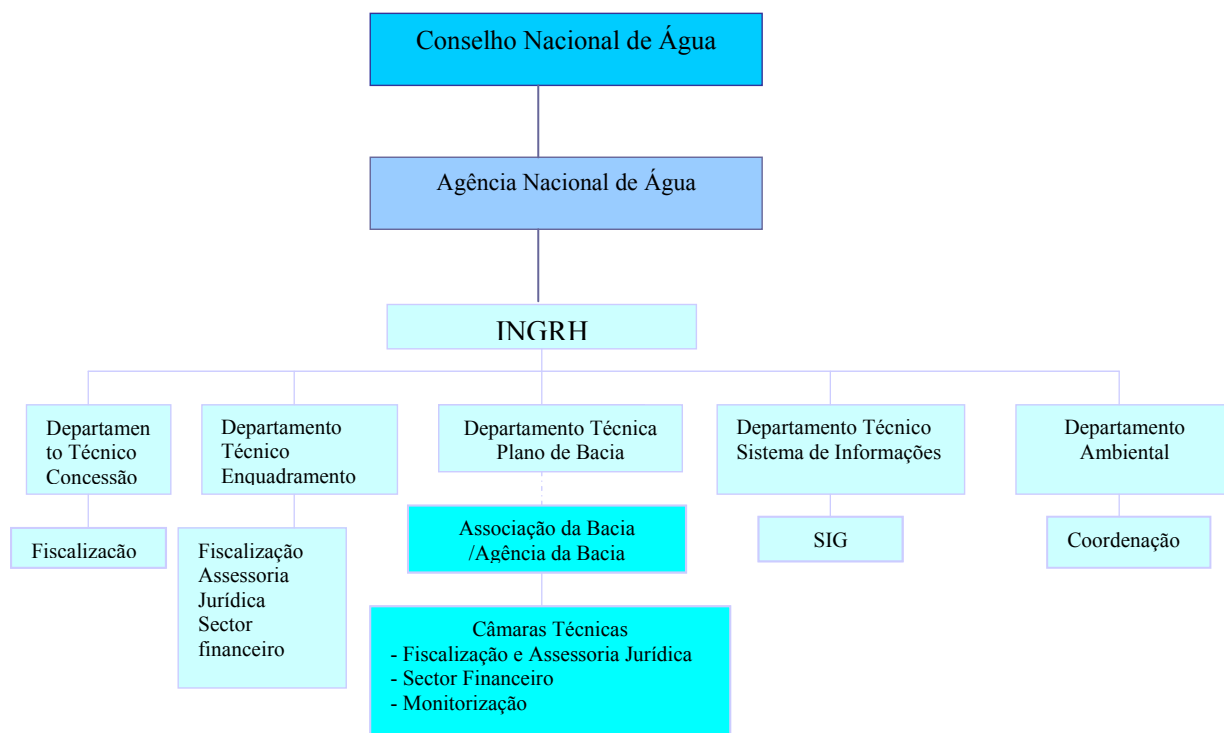 Conselho Nacional de Água
Agência Nacional de Água
INGRH
Departamen
to Técnico
Concessão
Departamento
Técnico
Enquadramento
Departamento Técnica
Plano de Bacia
Departamento Técnico
Sistema de Informações
Departamento
Ambiental
Fiscalizacão
Fiscalização
Assessoria
Jurídica
Sector
financeiro
Associação da Bacia
/Agência da Bacia
SIG
Coordenação
Câmaras Técnicas
- Fiscalização e Assessoria Jurídica
- Sector Financeiro
- Monitorização